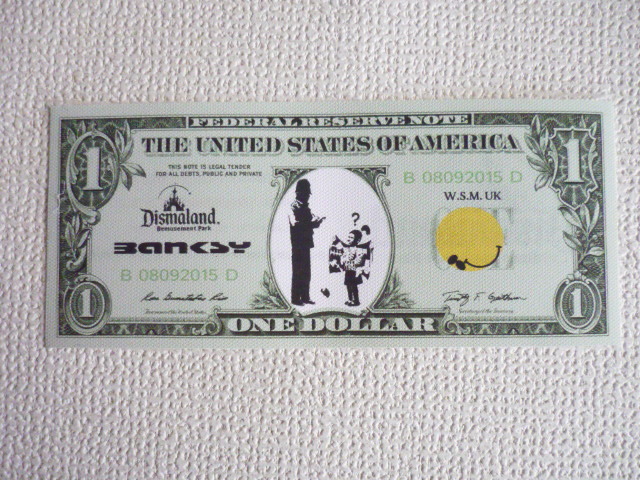 FEDERAL RESERVE NOTE
THE UNITED STATES OF AMERICA
1
1
THIS NOTE IS LEGAL TENDER
FOR ALL DEBTS, PUBLIC AND PRIVATE
B 08092015 D
W.S.M. UK
Dismaland.
Bemusement Park
BANKSY
?
ONE
B 08092015 D
1
1
ONE DOLLAR